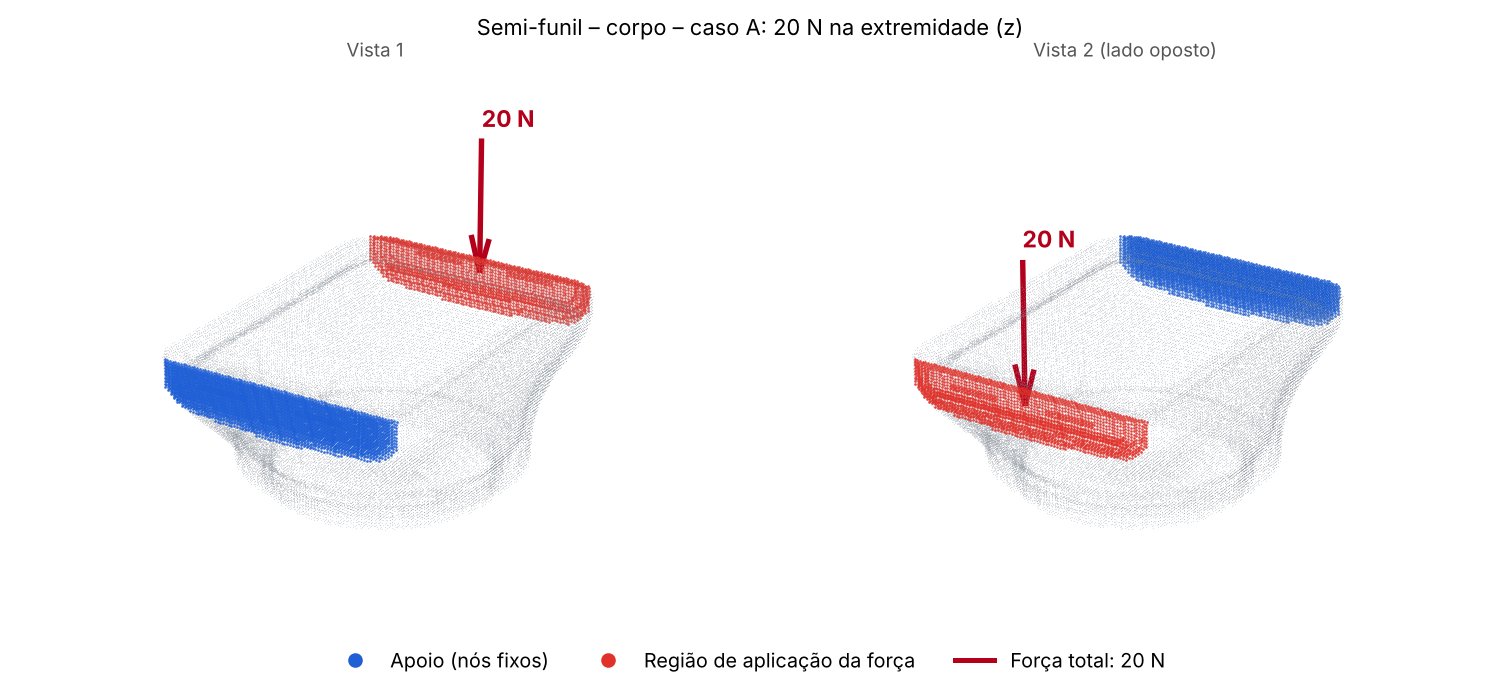 Semi-funil – corpo – caso A: 20 N na extremidade (z)
Vista 1
Vista 2 (lado oposto)
20 N
20 N
Apoio (nós fixos)
Região de aplicação da força
Força total: 20 N